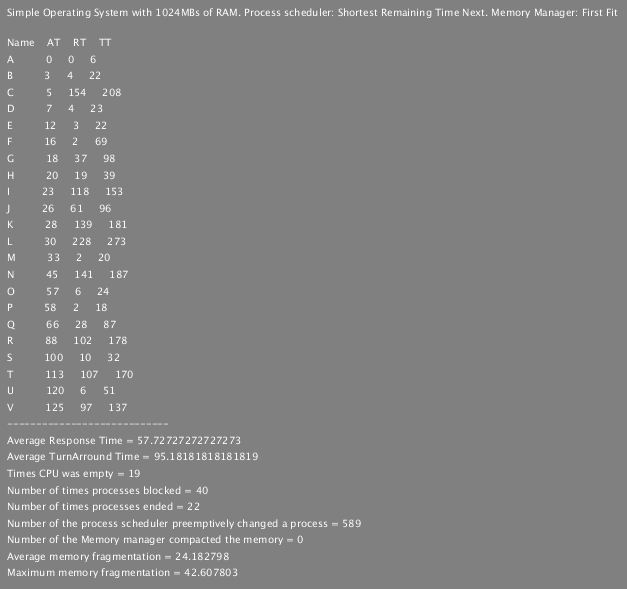 Simple Operating System with 1024MBs of RAM. Process scheduler: Shortest Remaining Time Next. Memory Manager: First Fit
Name AT RT TT
A 0 0 6
B 3 4 22
C 5 154 208
D 7 4 23
E 12 3 22
F 16 2 69
G 18 37 98
H 20 19 39
I 23 118 153
J 26 61 96
K 28 139 181
L 30 228 273
M 33 2 20
N 45 141 187
O 57 6 24
P 58 2 18
Q 66 28 87
R 88 102 178
S 100 10 32
T 113 107 170
U 120 6 51
V 125 97 137
----------------------------
Average Response Time = 57.72727272727273
Average TurnArround Time = 95.18181818181819
Times CPU was empty = 19
Number of times processes blocked = 40
Number of times processes ended = 22
Number of the process scheduler preemptively changed a process = 589
Number of the Memory manager compacted the memory = 0
Average memory fragmentation = 24.182798
Maximum memory fragmentation = 42.607803